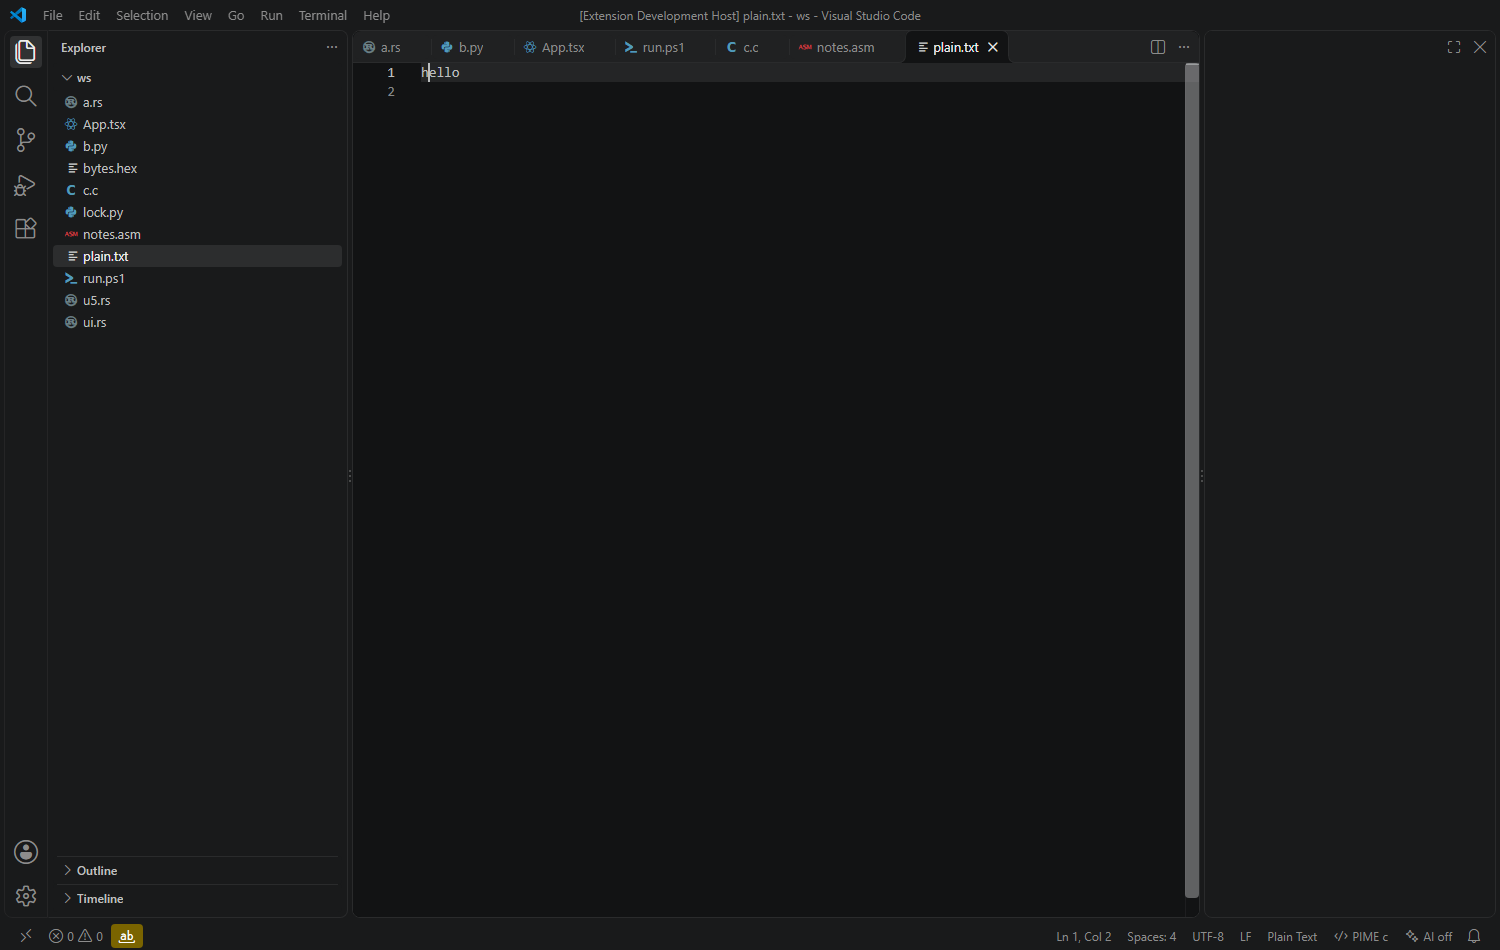 File Edit Selection View Go Run Terminal Help
[Extension Development Host] plain.txt - ws - Visual Studio Code
Explorer
ws
a.rs
App.tsx
b.py
bytes.hex
C c.c
lock.py
ASM notes.asm
plain.txt
run.ps1
u5.rs
ui.rs
Outline
Timeline
a.rs b.py App.tsx run.ps1 C c.c ASM notes.asm plain.txt
1 hello
2
0 0 ab
Ln 1, Col 2 Spaces: 4 UTF-8 LF Plain Text PIME c AI off